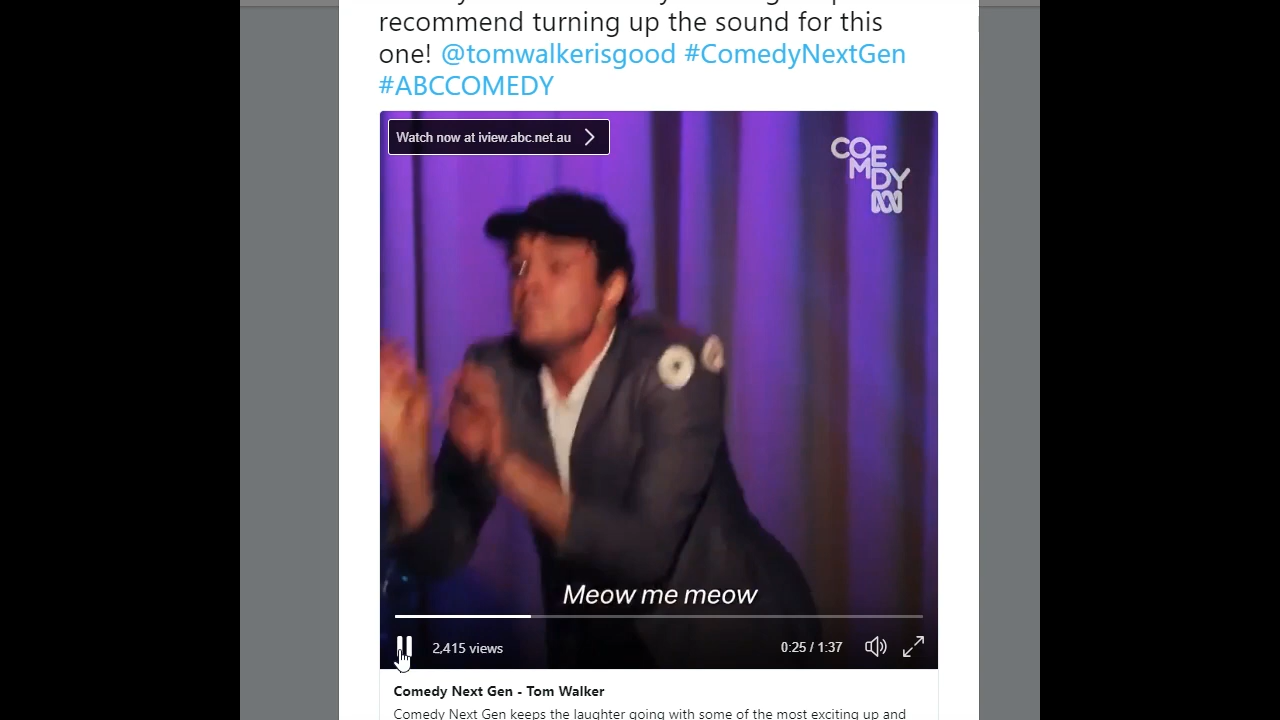 recommend turning up the sound for this
one! @tomwalkerisgood #ComedyNextGen
#ABCCOMEDY
Watch now at iview.abc.net.au
COMEDY
Meow me meow
2,415 views
0:25 / 1:37
Comedy Next Gen - Tom Walker
Comedy Next Gen keeps the laughter going with some of the most exciting up and